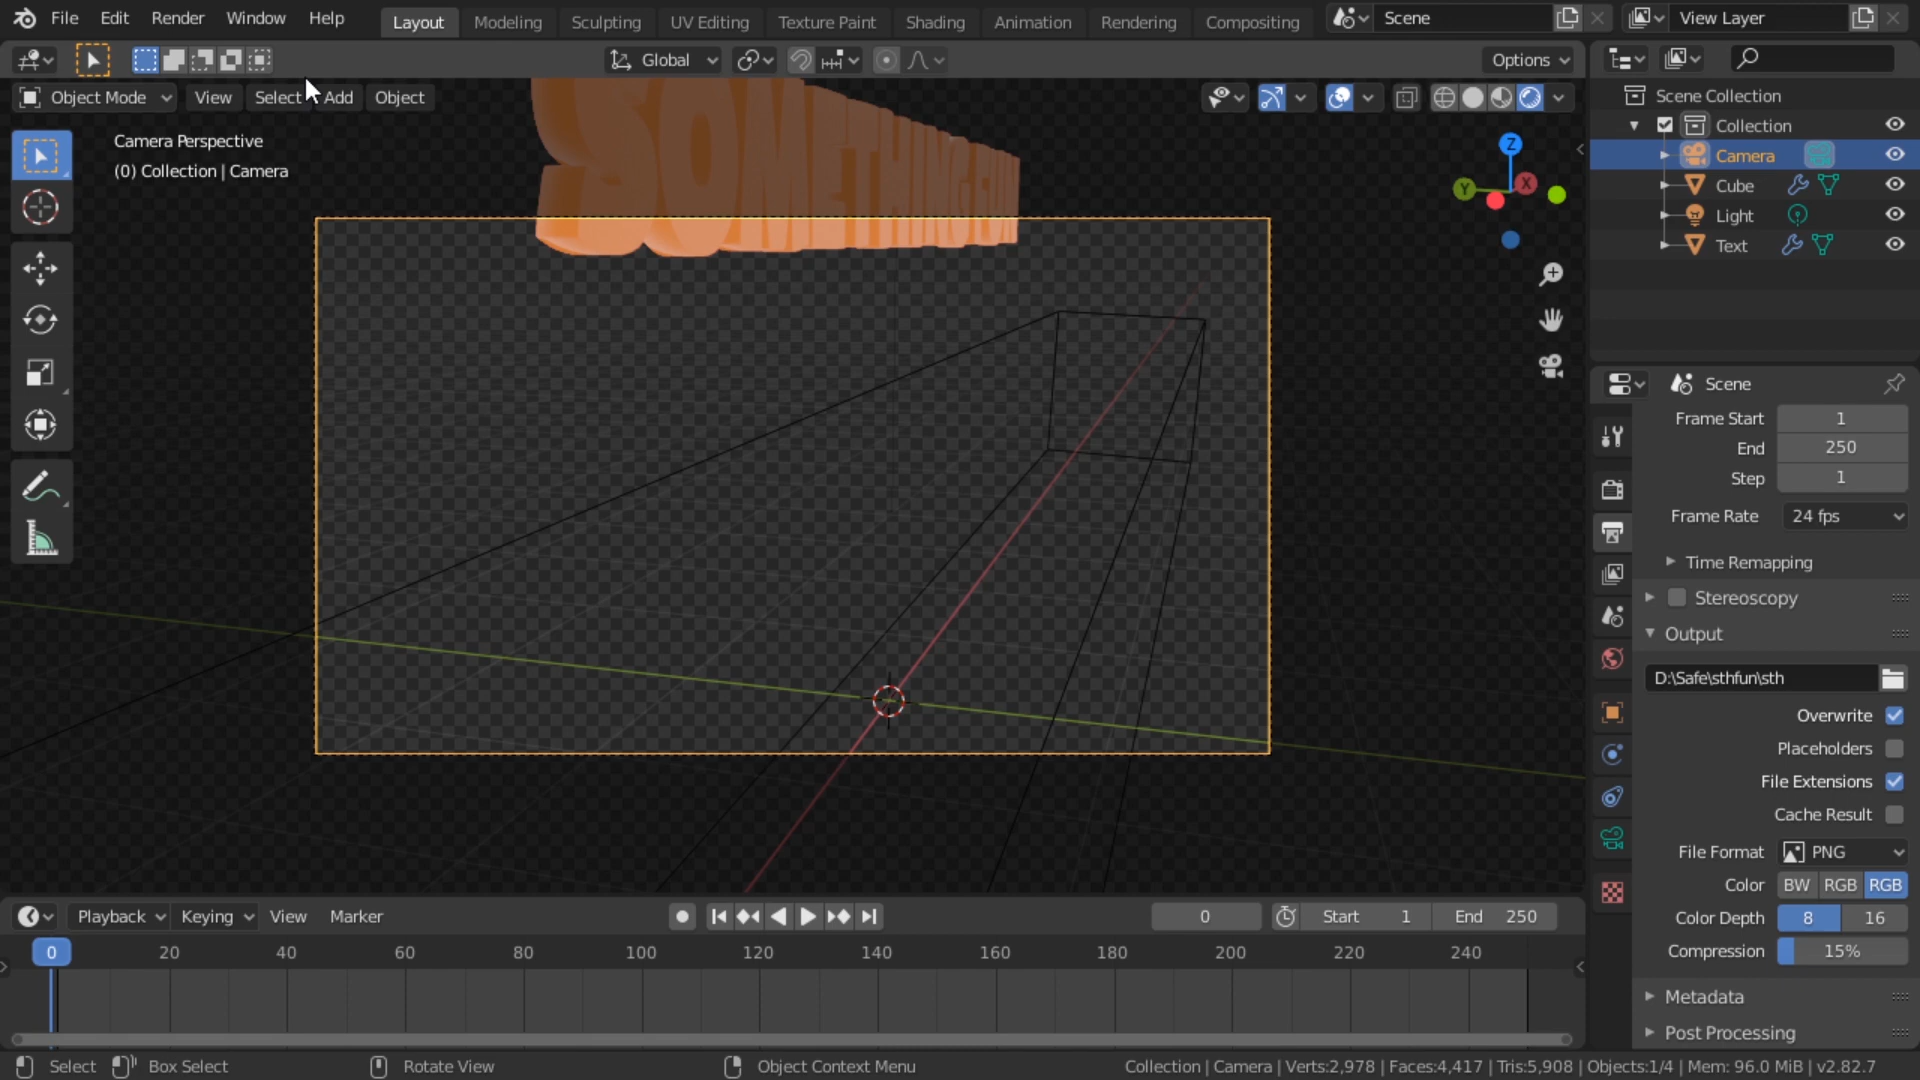 File Edit Render Window Help Layout Modeling Sculpting UV Editing Texture Paint Shading Animation Rendering Compositing Scene View Layer
Global Options
Object Mode View Select Add Object
Camera Perspective
(0) Collection | Camera
SOMETHING FUN
Z
Y
X
Scene Collection
Collection
Camera
Cube
Light
Text
Scene
Frame Start 1
End 250
Step 1
Frame Rate 24 fps
Time Remapping
Stereoscopy
Output
D:\Safe\sthfun\sth
Overwrite
Placeholders
File Extensions
Cache Result
File Format PNG
Color BW RGB RGB
Color Depth 8 16
Compression 15%
Metadata
Post Processing
Playback Keying View Marker 0 Start 1 End 250
0 20 40 60 80 100 120 140 160 180 200 220 240
Select Box Select Rotate View Object Context Menu Collection | Camera | Verts:2,978 | Faces:4,417 | Tris:5,908 | Objects:1/4 | Mem: 96.0 MiB | v2.82.7